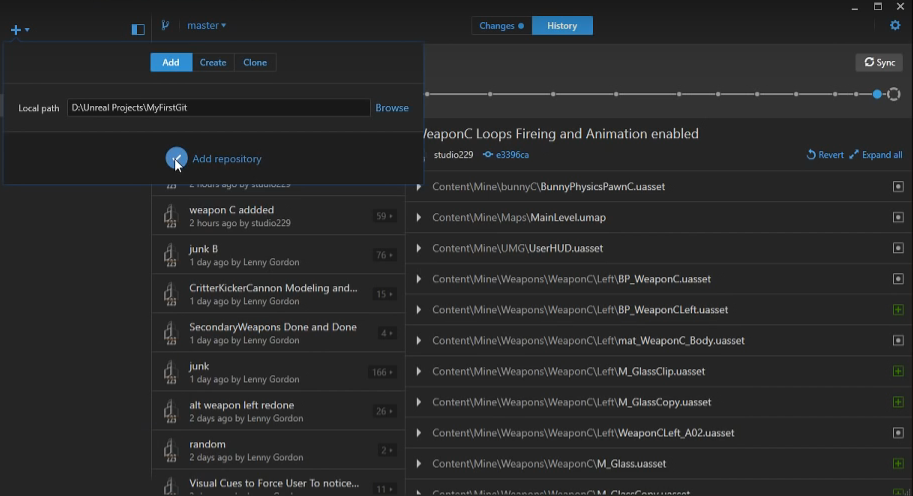 master
Changes
History
Add
Create
Clone
Sync
Local path
D:\Unreal Projects\MyFirstGit
Browse
Add repository
2 hours ago by studio229
weapon C addded
59
2 hours ago by studio229
junk B
76
1 day ago by Lenny Gordon
CritterKickerCannon Modeling and...
15
1 day ago by Lenny Gordon
SecondaryWeapons Done and Done
4
1 day ago by Lenny Gordon
junk
166
1 day ago by Lenny Gordon
alt weapon left redone
26
2 days ago by Lenny Gordon
random
2
2 days ago by Lenny Gordon
Visual Cues to Force User To notice...
11
eaponC Loops Fireing and Animation enabled
studio229
e3396ca
Revert
Expand all
Content\Mine\bunnyC\BunnyPhysicsPawnC.uasset
Content\Mine\Maps\MainLevel.umap
Content\Mine\UMG\UserHUD.uasset
Content\Mine\Weapons\WeaponC\Left\BP_WeaponC.uasset
Content\Mine\Weapons\WeaponC\Left\BP_WeaponCLeft.uasset
Content\Mine\Weapons\WeaponC\Left\mat_WeaponC_Body.uasset
Content\Mine\Weapons\WeaponC\Left\M_GlassClip.uasset
Content\Mine\Weapons\WeaponC\Left\M_GlassCopy.uasset
Content\Mine\Weapons\WeaponC\Left\WeaponCLeft_A02.uasset
Content\Mine\Weapons\WeaponC\M_Glass.uasset
Content\Mine\Weapons\WeaponC\M_GlassCopy.uasset